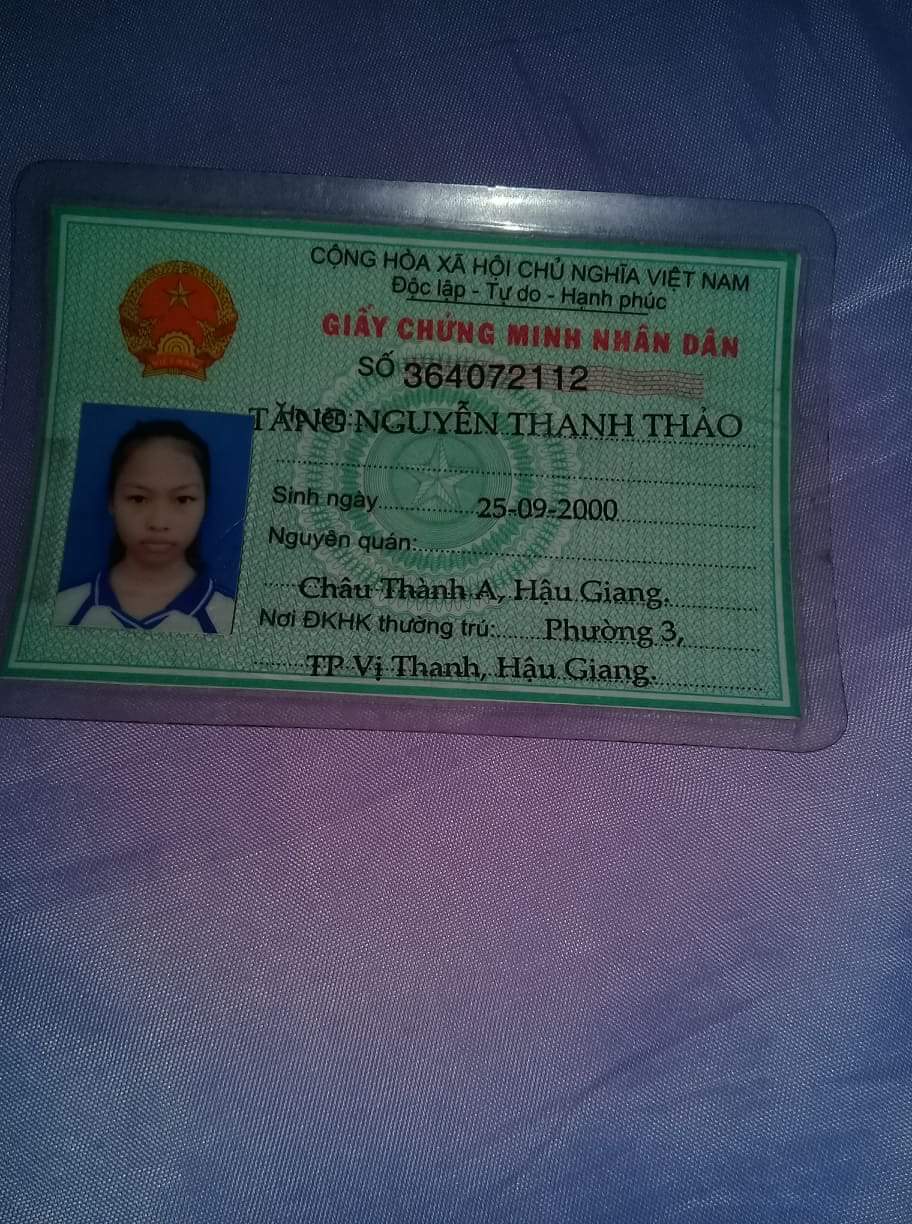 CỘNG HÒA XÃ HỘI CHỦ NGHĨA VIỆT NAM
Độc lập - Tự do - Hạnh phúc
GIẤY CHỨNG MINH NHÂN DÂN
SỐ 364072112
TĂNG NGUYỄN THANH THẢO
Sinh ngày 25-09-2000
Nguyên quán:
Châu Thành A, Hậu Giang.
Nơi ĐKHK thường trú: Phường 3,
TP Vị Thanh, Hậu Giang.